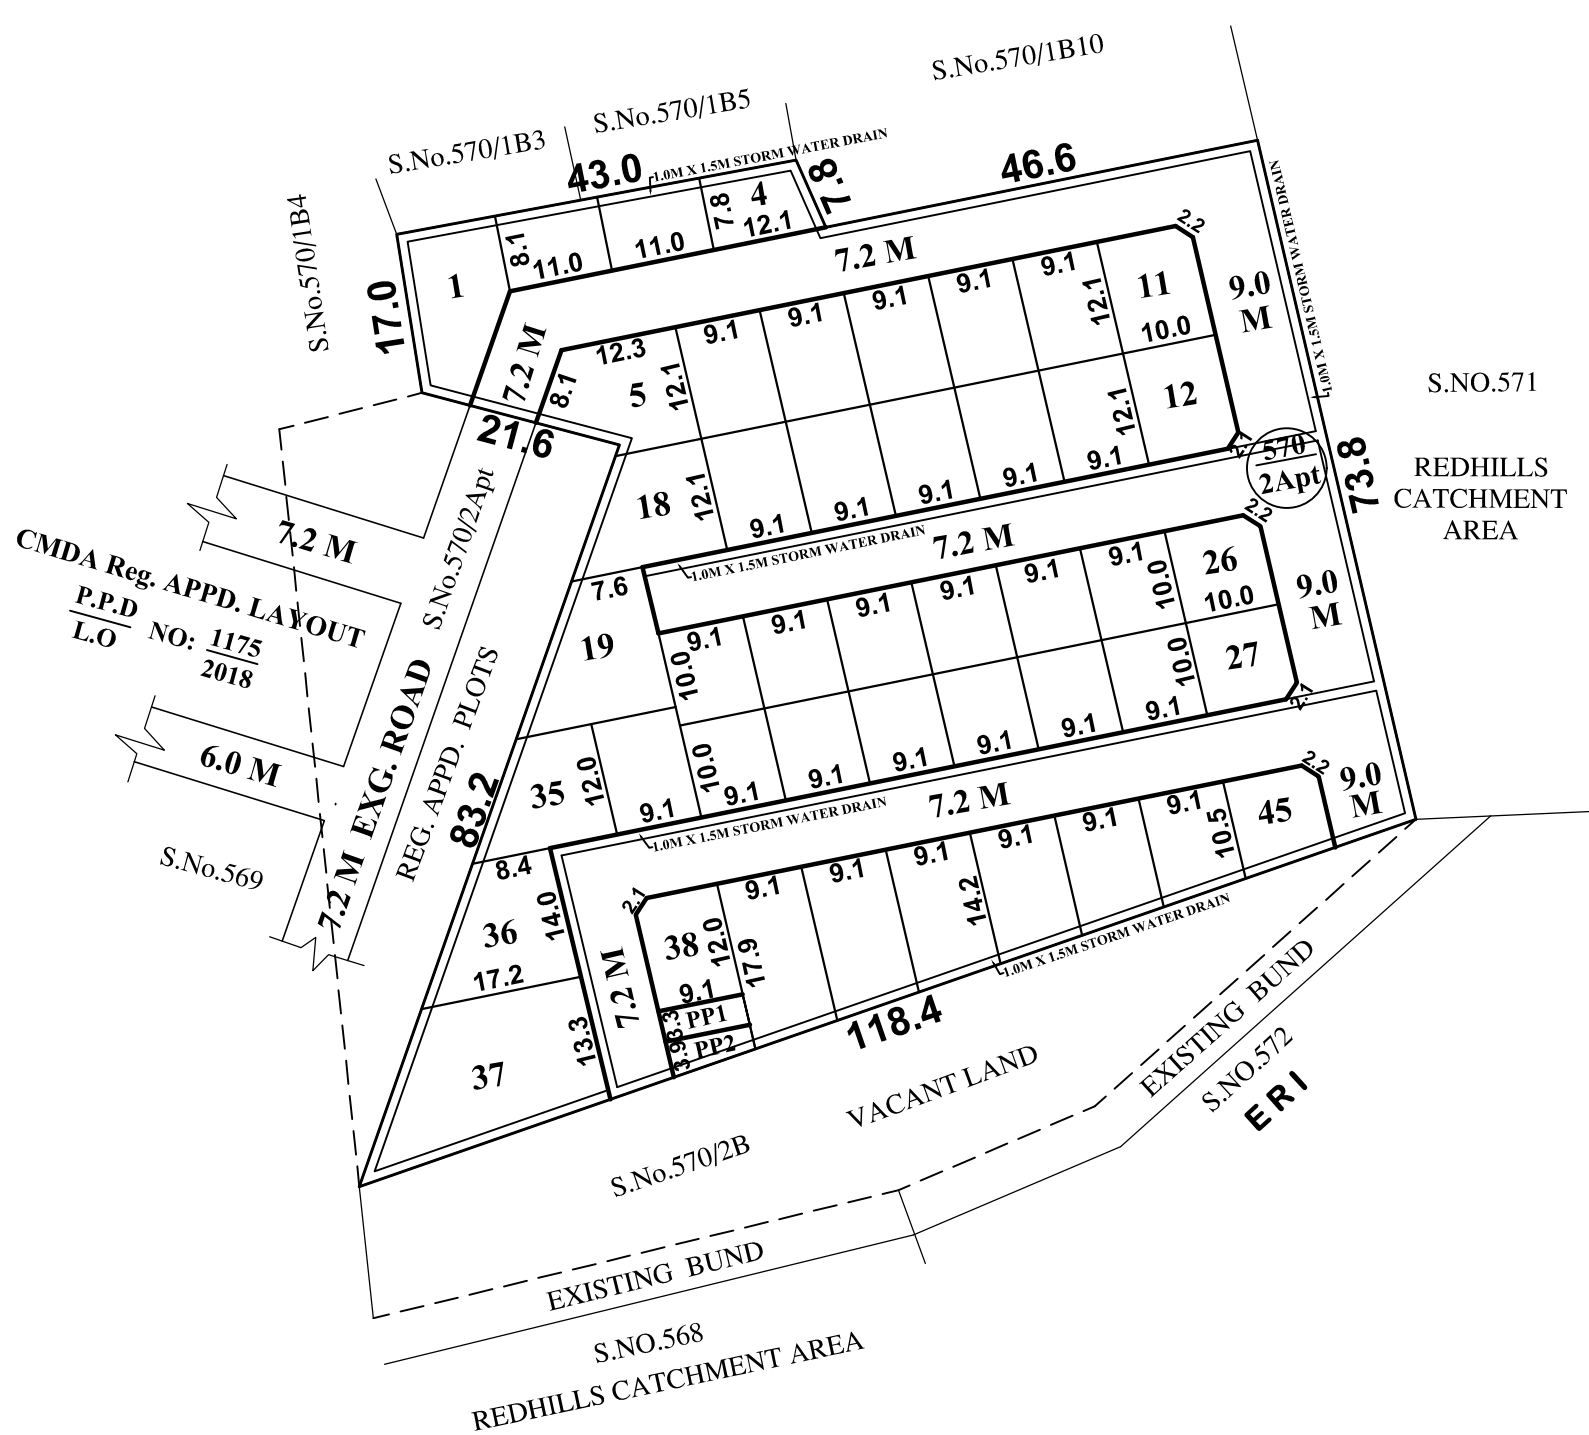 S.No.570/1B10
S.No.570/1B5
S.No.570/1B3
S.No.570/1B4
43.0
1.0M X 1.5M STORM WATER DRAIN
7.8
46.6
1.0M X 1.5M STORM WATER DRAIN
4
7.8
12.1
11.0
11.0
8.1
1
17.0
7.2 M
2.2
9.1
9.1
9.1
9.1
9.1
12.3
7.2 M
8.1
5
12.1
12.1
11
10.0
9.0
M
12
12.1
21.6
18
12.1
9.1
9.1
9.1
9.1
9.1
2.1
570
2Apt
73.8
S.NO.571
REDHILLS
CATCHMENT
AREA
7.2 M
CMDA Reg. APPD. LAYOUT
P.P.D
L.O
NO:
1175
2018
S.No.570/2Apt
7.6
1.0M X 1.5M STORM WATER DRAIN
7.2 M
2.2
19
9.1
9.1
9.1
9.1
9.1
9.1
10.0
10.0
26
10.0
9.0
M
27
10.0
REG. APPD. PLOTS
7.2 M EXG. ROAD
6.0 M
83.2
35
12.0
10.0
9.1
9.1
9.1
9.1
9.1
9.1
9.1
2.1
1.0M X 1.5M STORM WATER DRAIN
7.2 M
2.2
9.0
M
S.No.569
8.4
14.0
36
17.2
2.1
9.1
9.1
9.1
9.1
9.1
9.1
10.5
45
14.2
38
12.0
17.9
9.1
7.2 M
PP1
3.3
PP2
3.9
13.3
37
1.0M X 1.5M STORM WATER DRAIN
118.4
VACANT LAND
EXISTING BUND
S.NO.572
ERI
S.No.570/2B
EXISTING BUND
S.NO.568
REDHILLS CATCHMENT AREA